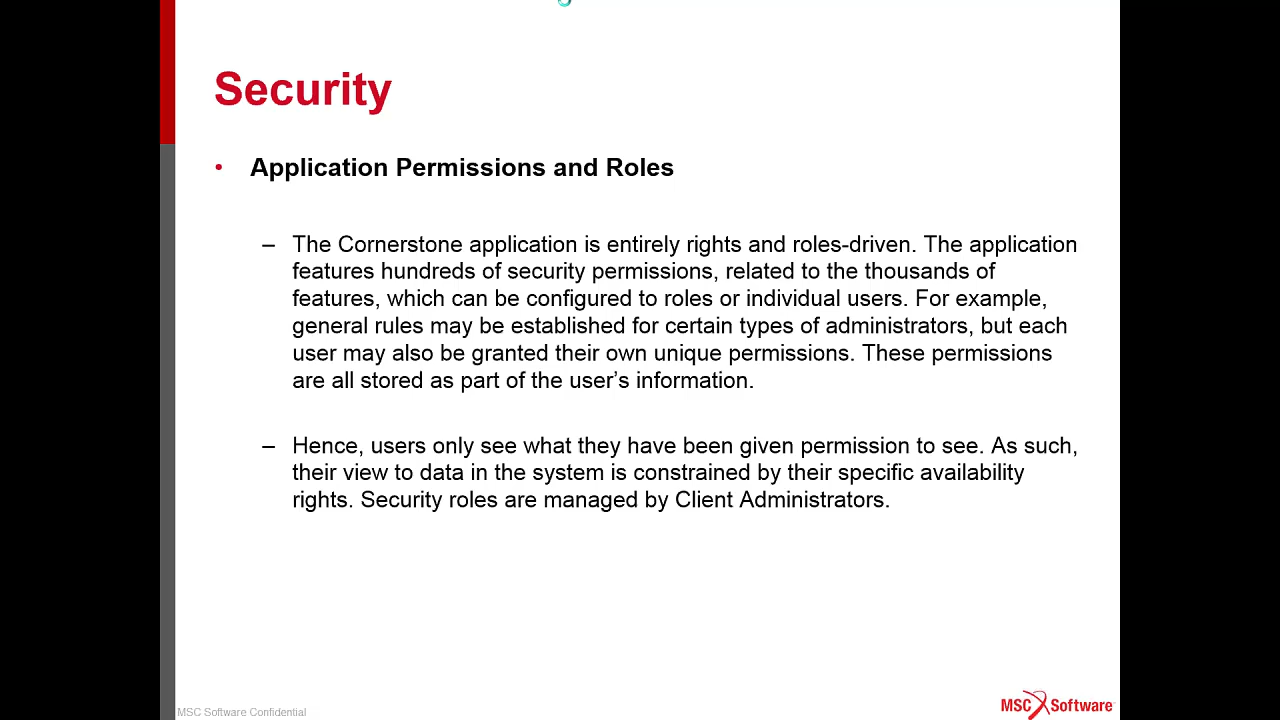 Security
• Application Permissions and Roles
– The Cornerstone application is entirely rights and roles-driven. The application
features hundreds of security permissions, related to the thousands of
features, which can be configured to roles or individual users. For example,
general rules may be established for certain types of administrators, but each
user may also be granted their own unique permissions. These permissions
are all stored as part of the user’s information.
– Hence, users only see what they have been given permission to see. As such,
their view to data in the system is constrained by their specific availability
rights. Security roles are managed by Client Administrators.
MSC Software Confidential
MSC Software